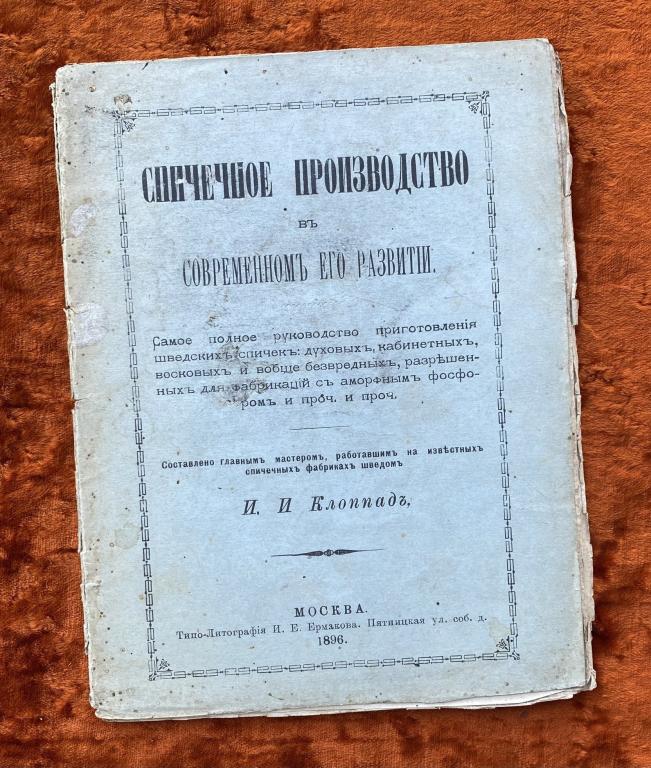 СПИЧЕЧНОЕ ПРОИЗВОДСТВО
ВЪ
СОВРЕМЕННОМЪ ЕГО РАЗВИТІИ.
Самое полное руководство приготовленія
шведскихъ спичекъ: духовыхъ, кабинетныхъ,
восковыхъ и вобще безвредныхъ, разрѣшен-
ныхъ для фабрикацій съ аморфнымъ фосфо-
ромъ и проч. и проч.
Составлено главнымъ мастеромъ, работавшимъ на извѣстныхъ
спичечныхъ фабрикахъ шведомъ
И. И Клоппадъ,
МОСКВА.
Типо-Литографія И. Е. Ермакова. Пятницкая ул. соб. д.
1896.